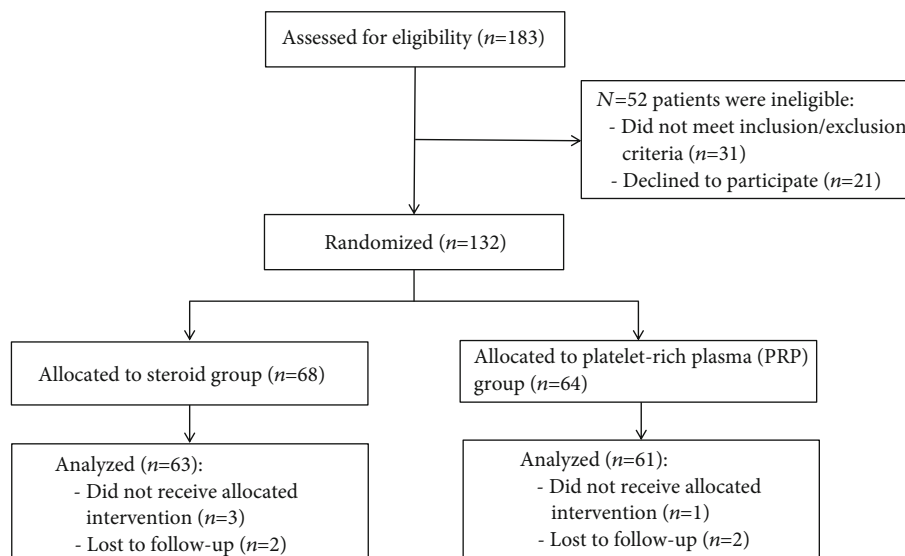 Assessed for eligibility (n=183)
N=52 patients were ineligible:
- Did not meet inclusion/exclusion
criteria (n=31)
- Declined to participate (n=21)
Randomized (n=132)
Allocated to steroid group (n=68)
Allocated to platelet-rich plasma (PRP)
group (n=64)
Analyzed (n=63):
- Did not receive allocated
intervention (n=3)
- Lost to follow-up (n=2)
Analyzed (n=61):
- Did not receive allocated
intervention (n=1)
- Lost to follow-up (n=2)